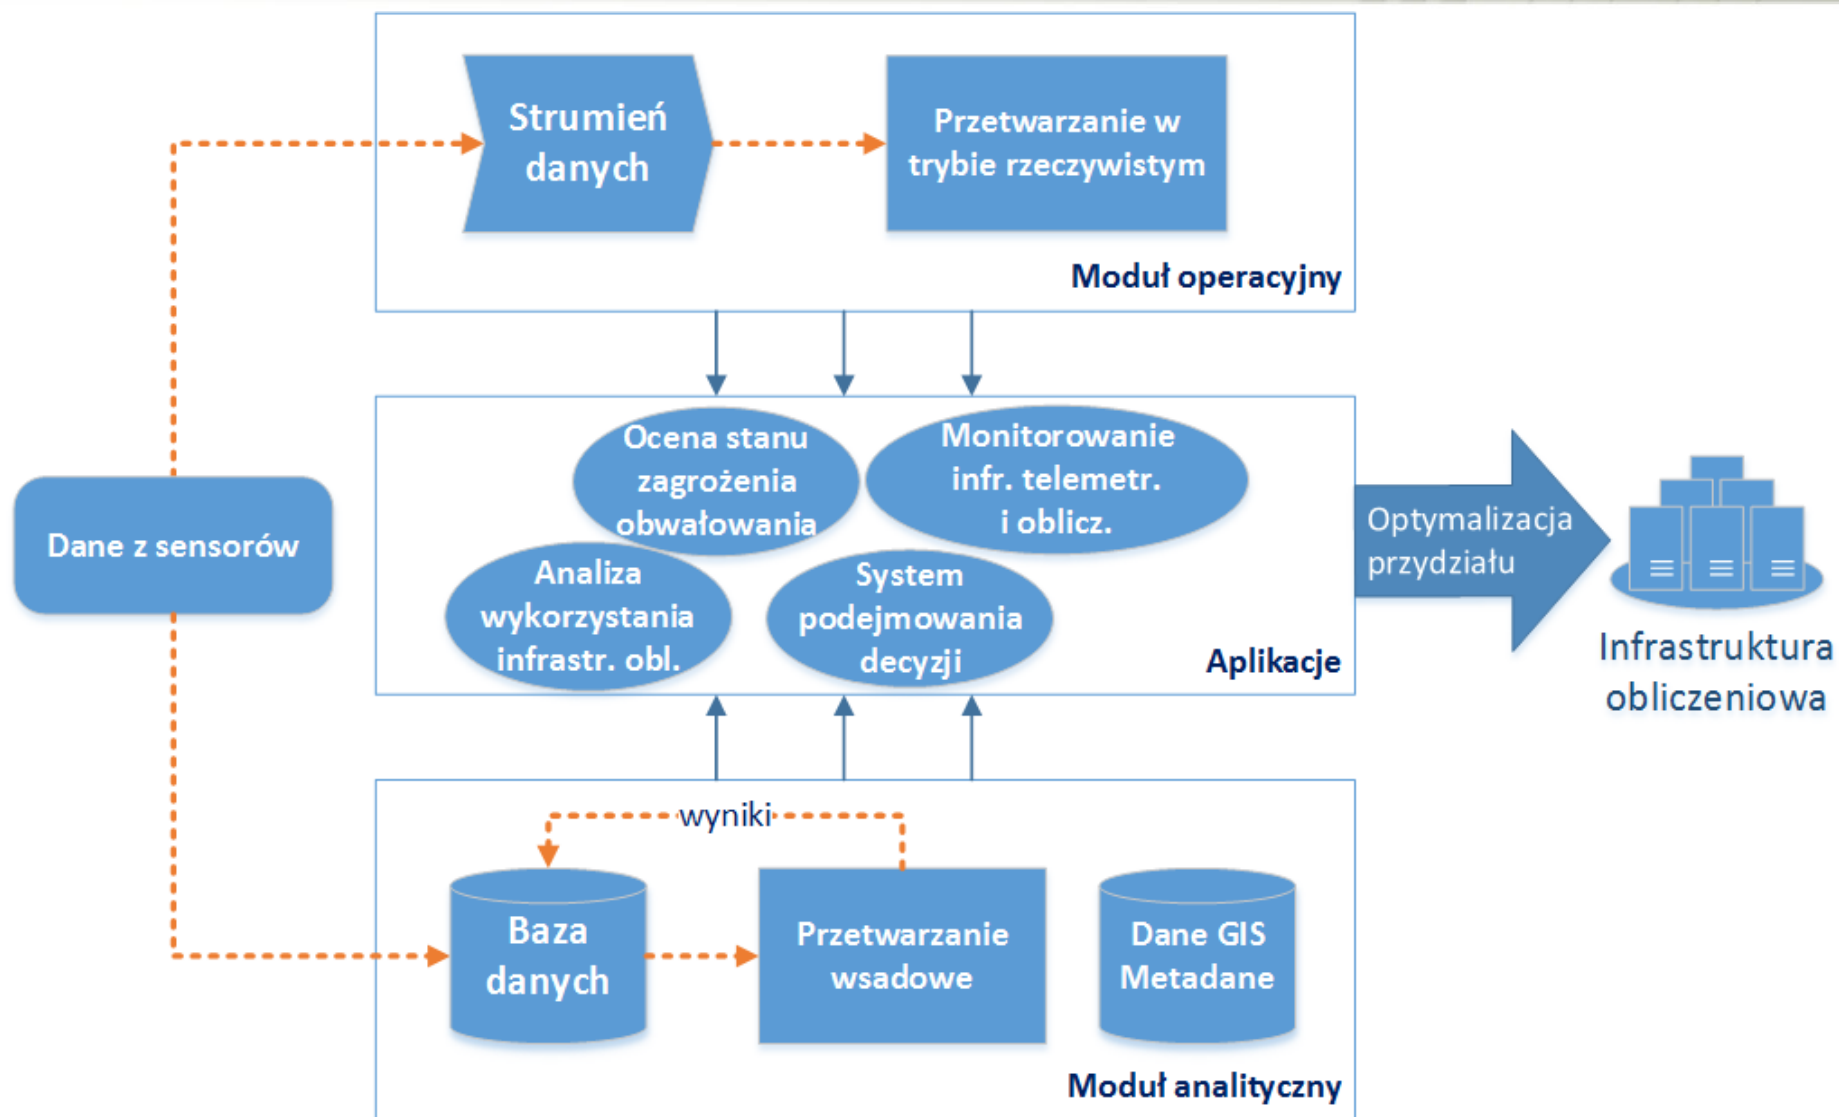 Strumień
danych
Przetwarzanie w
trybie rzeczywistym
Moduł operacyjny
Dane z sensorów
Ocena stanu
zagrożenia
obwałowania
Monitorowanie
infr. telemetr.
i oblicz.
Analiza
wykorzystania
infrastr. obl.
System
podejmowania
decyzji
Aplikacje
Optymalizacja
przydziału
Infrastruktura
obliczeniowa
wyniki
Baza
danych
Przetwarzanie
wsadowe
Dane GIS
Metadane
Moduł analityczny